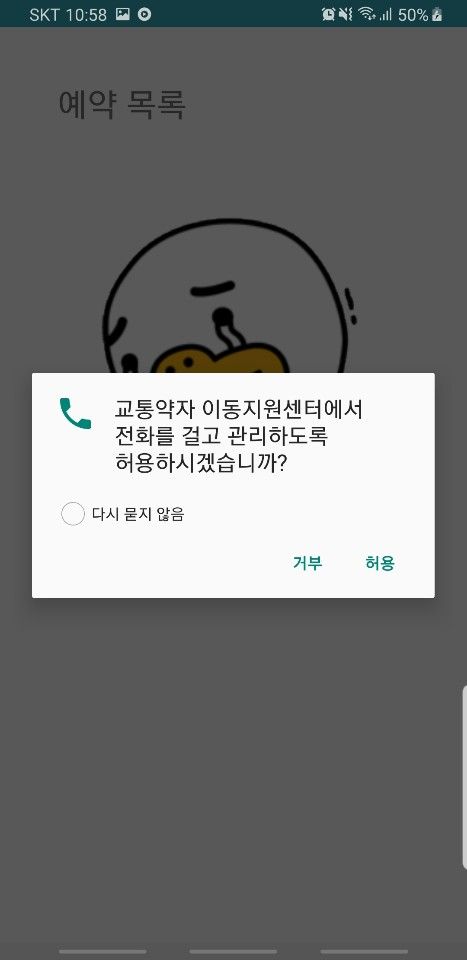 SKT 10:58
50%
예약 목록
교통약자 이동지원센터에서
전화를 걸고 관리하도록
허용하시겠습니까?
다시 묻지 않음
거부 허용